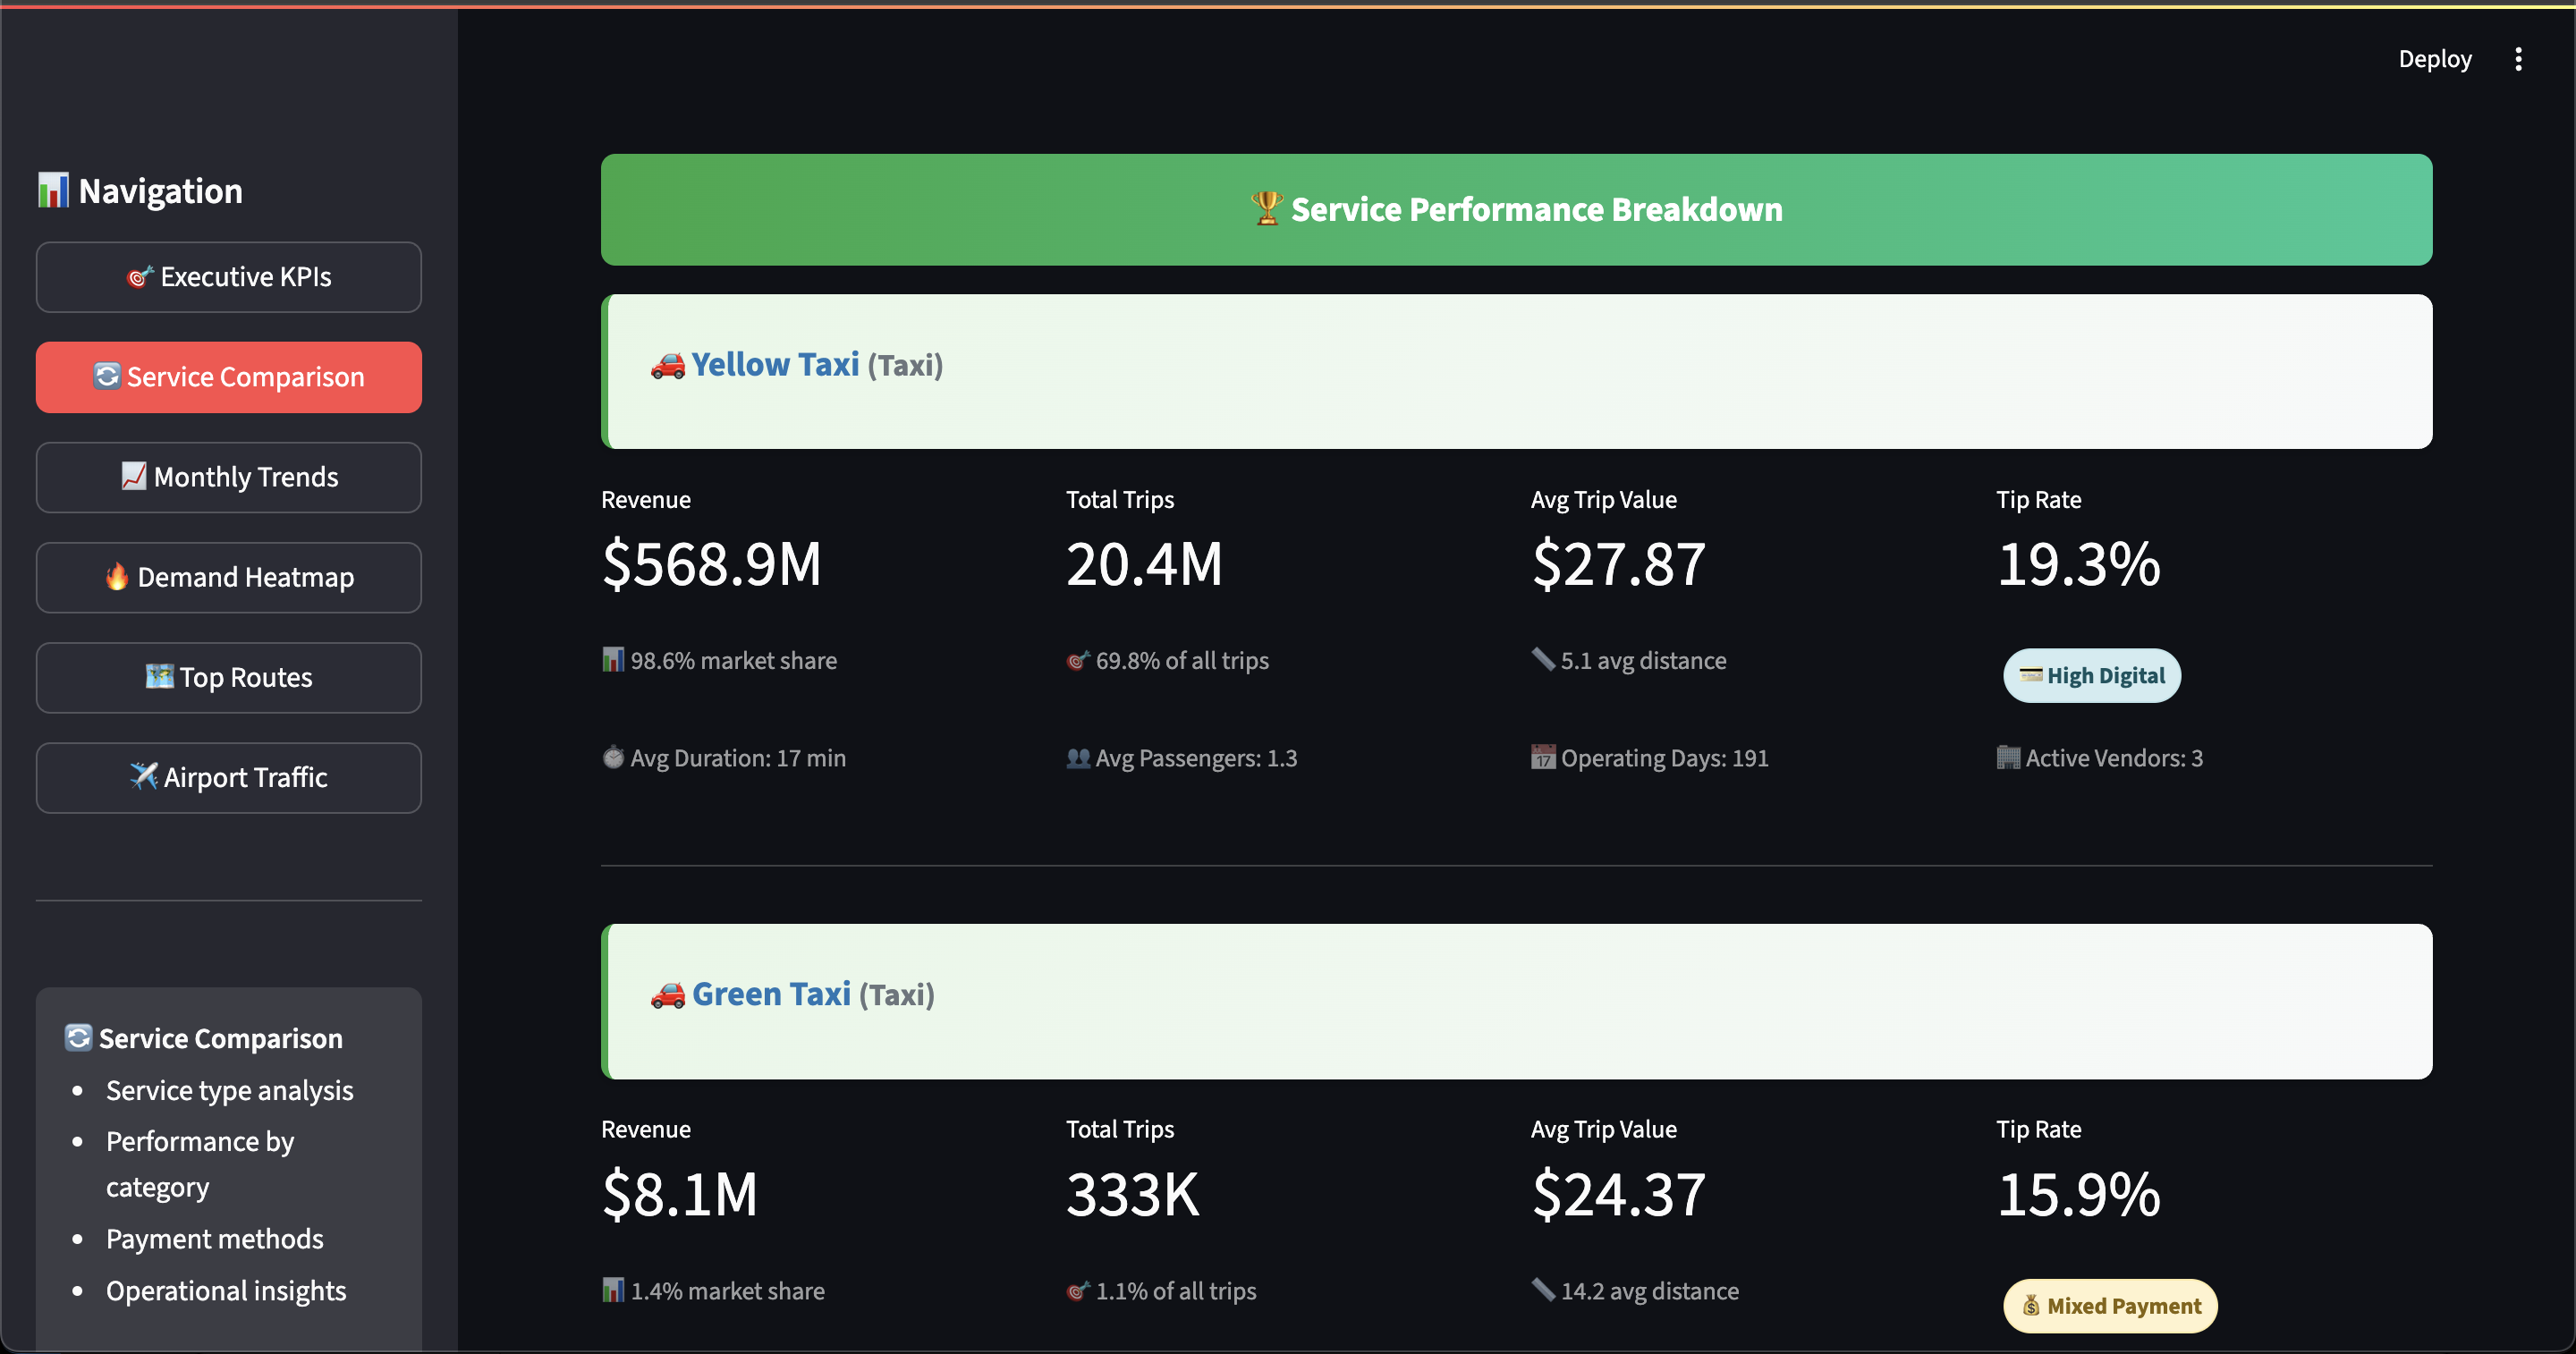 Deploy
📊 Navigation
🎯 Executive KPIs
🔄 Service Comparison
📈 Monthly Trends
🔥 Demand Heatmap
🗺️ Top Routes
✈️ Airport Traffic
🔄 Service Comparison
• Service type analysis
• Performance by
category
• Payment methods
• Operational insights
🏆 Service Performance Breakdown
🚗 Yellow Taxi (Taxi)
Revenue
$568.9M
📊 98.6% market share
⏱️ Avg Duration: 17 min
Total Trips
20.4M
🎯 69.8% of all trips
👥 Avg Passengers: 1.3
Avg Trip Value
$27.87
📏 5.1 avg distance
📅 Operating Days: 191
Tip Rate
19.3%
💳 High Digital
🏢 Active Vendors: 3
🚗 Green Taxi (Taxi)
Revenue
$8.1M
📊 1.4% market share
Total Trips
333K
🎯 1.1% of all trips
Avg Trip Value
$24.37
📏 14.2 avg distance
Tip Rate
15.9%
💰 Mixed Payment